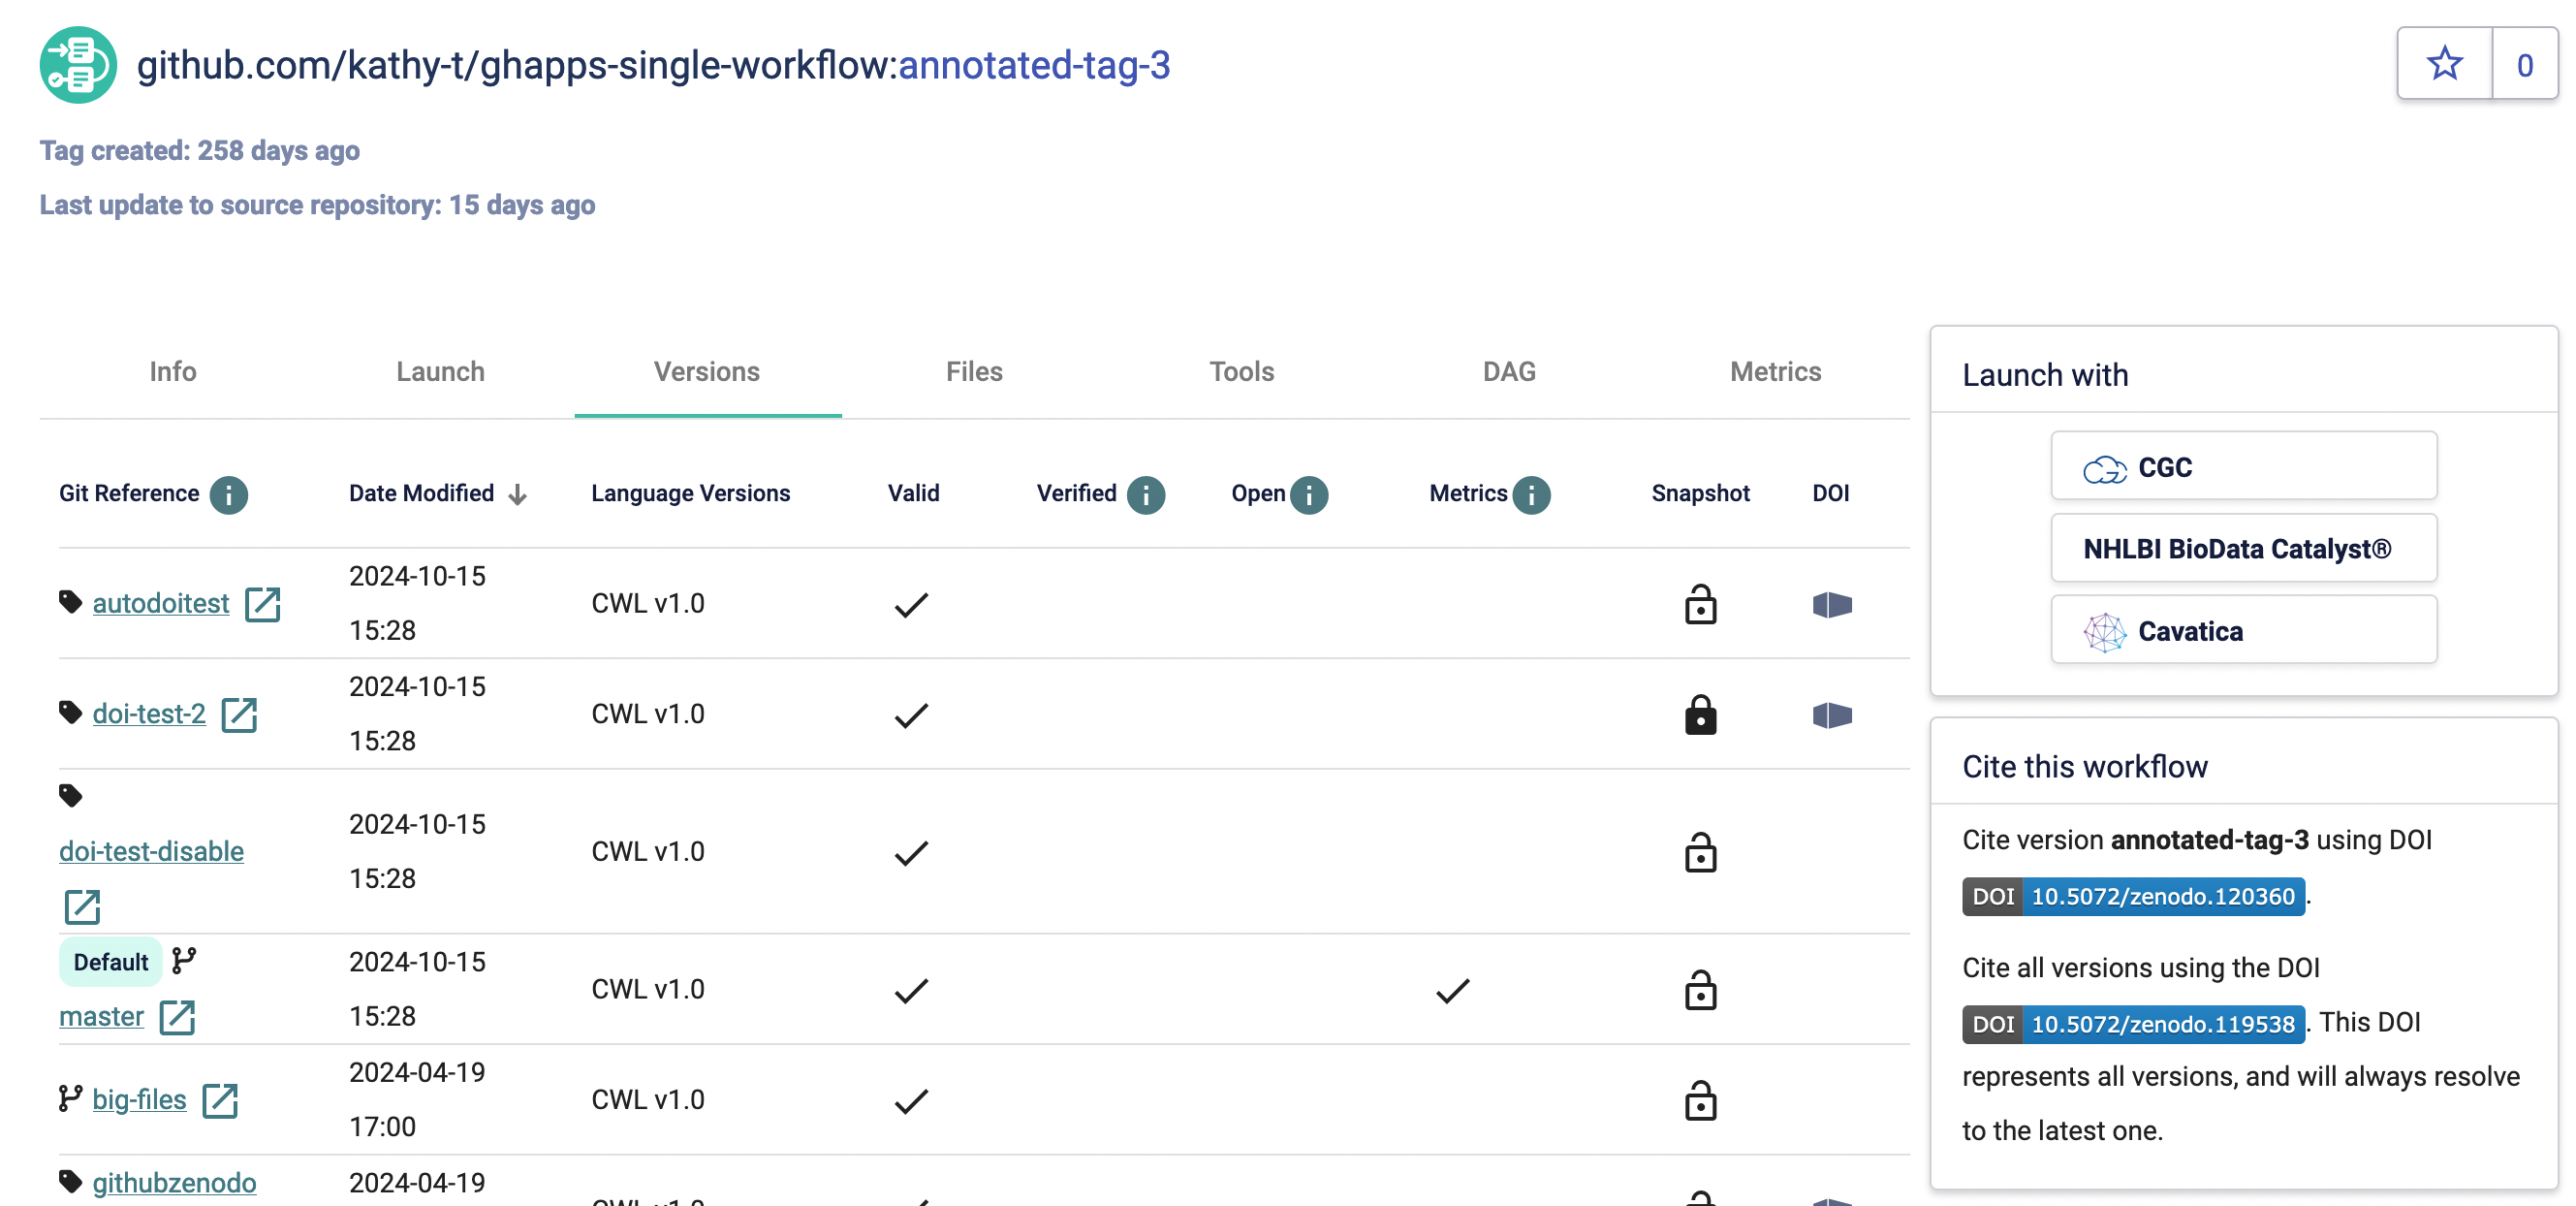 github.com/kathy-t/ghapps-single-workflow:annotated-tag-3
0
Tag created: 258 days ago
Last update to source repository: 15 days ago
Info Launch Versions Files Tools DAG Metrics
Git Reference Date Modified Language Versions Valid Verified Open Metrics Snapshot DOI
autodoitest 2024-10-15 15:28 CWL v1.0
doi-test-2 2024-10-15 15:28 CWL v1.0
doi-test-disable 2024-10-15 15:28 CWL v1.0
Default master 2024-10-15 15:28 CWL v1.0
big-files 2024-04-19 17:00 CWL v1.0
githubzenodo 2024-04-19
Launch with
CGC
NHLBI BioData Catalyst®
Cavatica
Cite this workflow
Cite version annotated-tag-3 using DOI
DOI 10.5072/zenodo.120360.
Cite all versions using the DOI
DOI 10.5072/zenodo.119538. This DOI
represents all versions, and will always resolve
to the latest one.